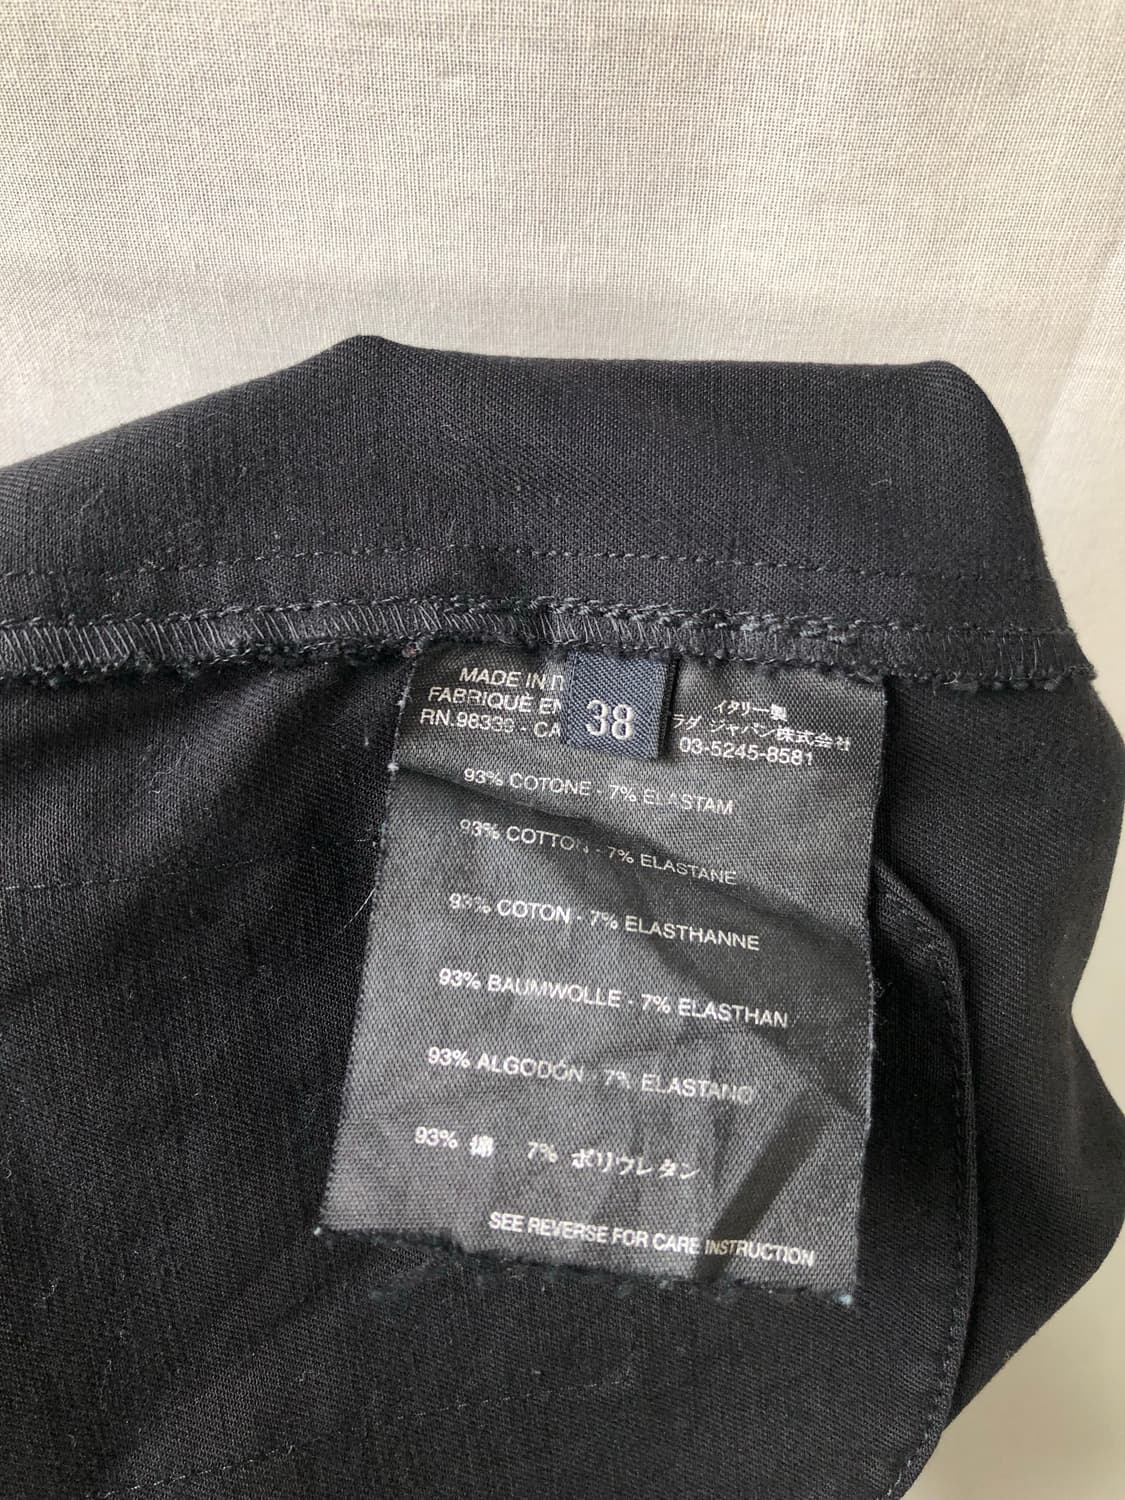 MADE IN IT
FABRIQUÉ EN
RN.98339 - CA
38
イタリー製
ラダ ジャパン株式会社
03-5245-8581
93% COTONE - 7% ELASTAM
93% COTTON - 7% ELASTANE
93% COTON - 7% ELASTHANNE
93% BAUMWOLLE - 7% ELASTHAN
93% ALGODÓN 7% ELASTANO
93% 綿 7% ポリウレタン
SEE REVERSE FOR CARE INSTRUCTION